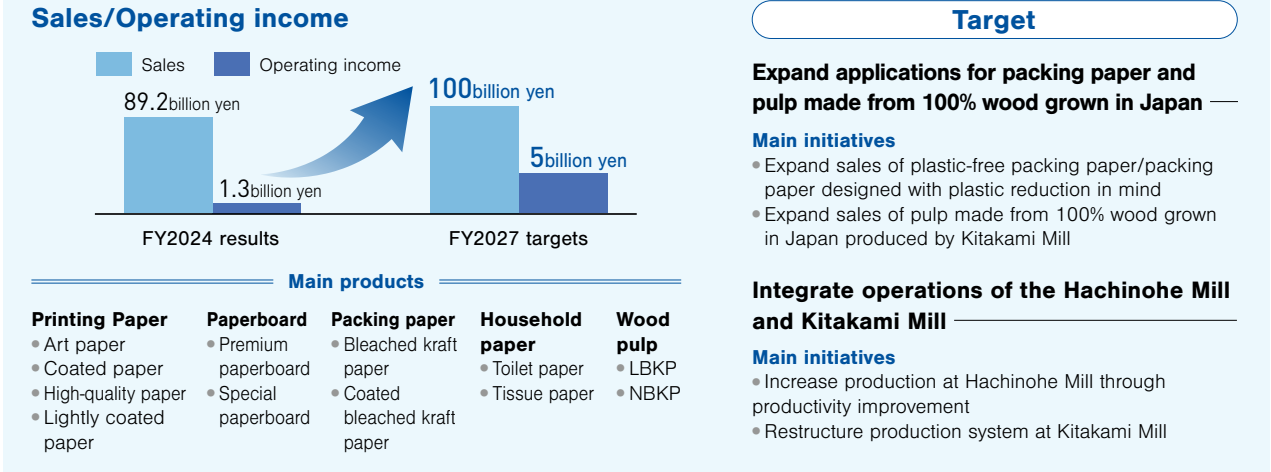 Sales/Operating income
Sales
Operating income
89.2billion yen
1.3billion yen
100billion yen
5billion yen
FY2024 results
FY2027 targets
Main products
Printing Paper
• Art paper
• Coated paper
• High-quality paper
• Lightly coated
paper
Paperboard
• Premium
paperboard
• Special
paperboard
Packing paper
• Bleached kraft
paper
• Coated
bleached kraft
paper
Household
paper
• Toilet paper
• Tissue paper
Wood
pulp
• LBKP
• NBKP
Target
Expand applications for packing paper and
pulp made from 100% wood grown in Japan
Main initiatives
• Expand sales of plastic-free packing paper/packing
paper designed with plastic reduction in mind
• Expand sales of pulp made from 100% wood grown
in Japan produced by Kitakami Mill
Integrate operations of the Hachinohe Mill
and Kitakami Mill
Main initiatives
• Increase production at Hachinohe Mill through
productivity improvement
• Restructure production system at Kitakami Mill